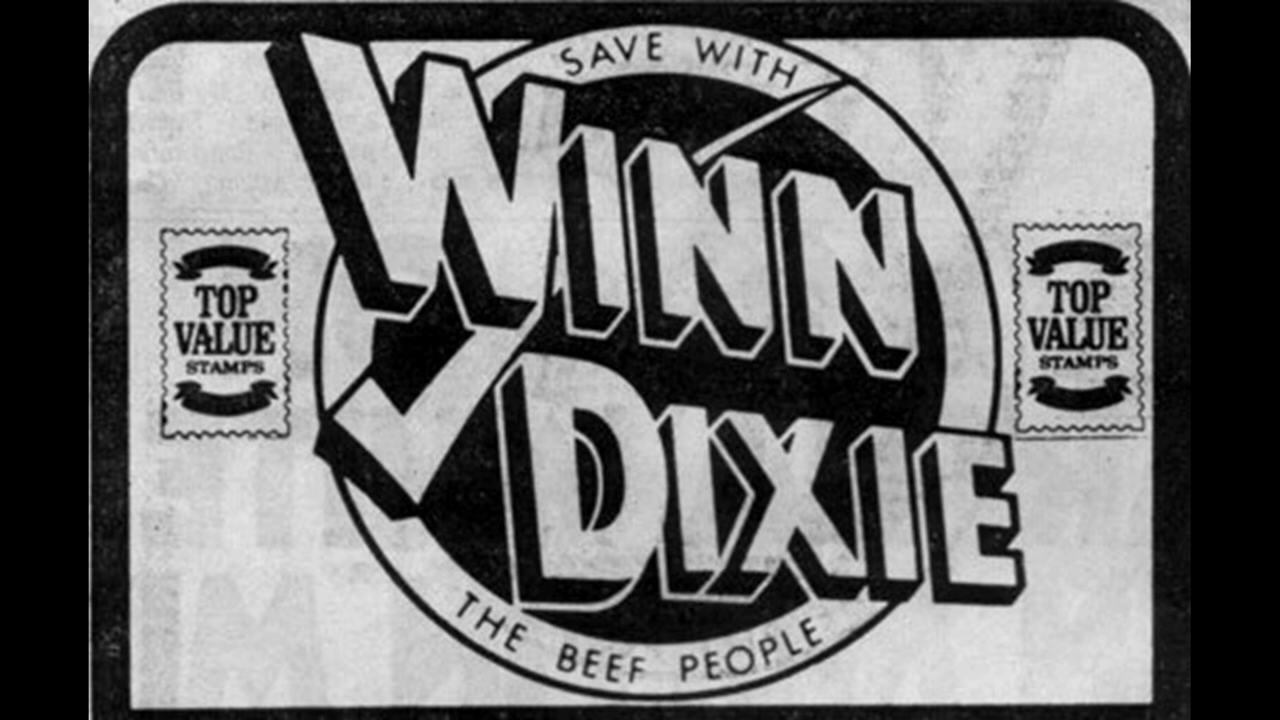 SAVE WITH
WINN
DIXIE
THE BEEF PEOPLE
TOP
VALUE
STAMPS
TOP
VALUE
STAMPS